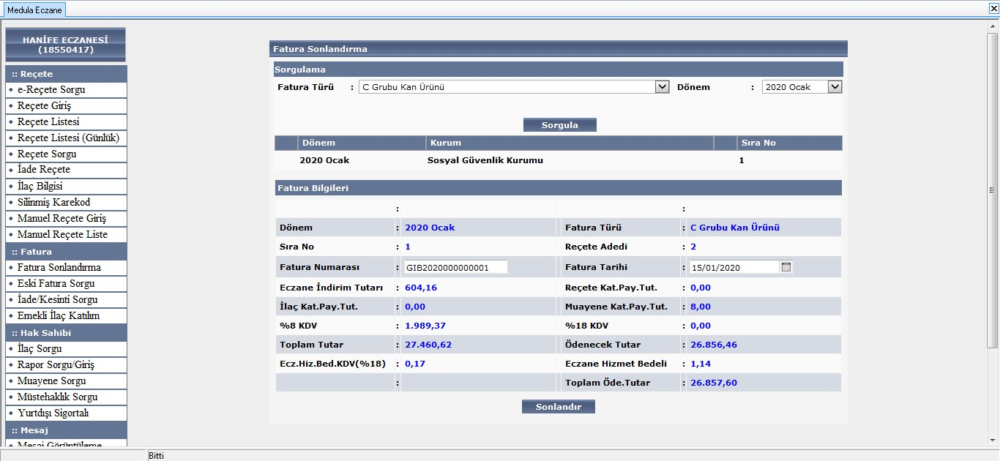 Medula Eczane
HANİFE ECZANESİ
(18550417)
:: Reçete
e-Reçete Sorgu
Reçete Giriş
Reçete Listesi
Reçete Listesi (Günlük)
Reçete Sorgu
İade Reçete
İlaç Bilgisi
Silinmiş Karekod
Manuel Reçete Giriş
Manuel Reçete Liste
:: Fatura
Fatura Sonlandırma
Eski Fatura Sorgu
İade/Kesinti Sorgu
Emekli İlaç Katılım
:: Hak Sahibi
İlaç Sorgu
Rapor Sorgu/Giriş
Muayene Sorgu
Müstehaklık Sorgu
Yurtdışı Sigortalı
:: Mesaj
Mesaj Görüntüleme
Fatura Sonlandırma
Sorgulama
Fatura Türü : C Grubu Kan Ürünü Dönem : 2020 Ocak
Sorgula
Dönem Kurum Sıra No
2020 Ocak Sosyal Güvenlik Kurumu 1
Fatura Bilgileri
: :
Dönem : 2020 Ocak Fatura Türü : C Grubu Kan Ürünü
Sıra No : 1 Reçete Adedi : 2
Fatura Numarası : GIB2020000000001 Fatura Tarihi : 15/01/2020
Eczane İndirim Tutarı : 604,16 Reçete Kat.Pay.Tut. : 0,00
İlaç Kat.Pay.Tut. : 0,00 Muayene Kat.Pay.Tut. : 8,00
%8 KDV : 1.989,37 %18 KDV : 0,00
Toplam Tutar : 27.460,62 Ödenecek Tutar : 26.856,46
Ecz.Hiz.Bed.KDV(%18) : 0,17 Eczane Hizmet Bedeli : 1,14
: Toplam Öde.Tutar : 26.857,60
Sonlandır
Bitti